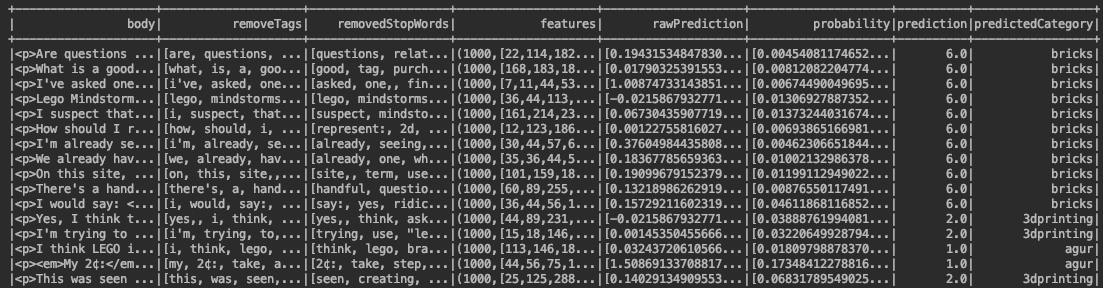 +--------------------+--------------------+--------------------+--------------------+--------------------+--------------------+----------+-----------------+
|                body|          removeTags|    removedStopWords|            features|       rawPrediction|         probability|prediction|predictedCategory|
+--------------------+--------------------+--------------------+--------------------+--------------------+--------------------+----------+-----------------+
|<p>Are questions ...|[are, questions, ...|[questions, relat...|(1000,[22,114,182...|[0.19431534847830...|[0.00454081174652...|       6.0|           bricks|
|<p>What is a good...|[what, is, a, goo...|[good, tag, purch...|(1000,[168,183,18...|[0.01790325391553...|[0.00812082204774...|       6.0|           bricks|
|<p>I've asked one...|[i've, asked, one...|[asked, one,, fin...|(1000,[7,11,44,53...|[1.00874733143851...|[0.00674490049695...|       6.0|           bricks|
|<p>Lego Mindstorm...|[lego, mindstorms...|[lego, mindstorms...|(1000,[36,44,113,...|[-0.0215867932771...|[0.01306927887352...|       6.0|           bricks|
|<p>I suspect that...|[i, suspect, that...|[suspect, mindsto...|(1000,[161,214,23...|[0.06730435907719...|[0.01373244031674...|       6.0|           bricks|
|<p>How should I r...|[how, should, i, ...|[represent:, 2d, ...|(1000,[12,123,186...|[0.00122755816027...|[0.00693865166981...|       6.0|           bricks|
|<p>I'm already se...|[i'm, already, se...|[already, seeing,...|(1000,[30,44,57,6...|[0.37604984435808...|[0.00462306651844...|       6.0|           bricks|
|<p>We already hav...|[we, already, hav...|[already, one, wh...|(1000,[35,36,44,5...|[0.18367785659363...|[0.01002132986378...|       6.0|           bricks|
|<p>On this site, ...|[on, this, site,,...|[site,, term, use...|(1000,[101,159,18...|[0.19099679152379...|[0.01199112949022...|       6.0|           bricks|
|<p>There's a hand...|[there's, a, hand...|[handful, questio...|(1000,[60,89,255,...|[0.13218986262919...|[0.00876550117491...|       6.0|           bricks|
|<p>I would say: <...|[i, would, say:, ...|[say:, yes, ridic...|(1000,[36,44,56,1...|[0.15729211602319...|[0.04611868116852...|       6.0|           bricks|
|<p>Yes, I think t...|[yes,, i, think, ...|[yes,, think, ask...|(1000,[44,89,231,...|[-0.0215867932771...|[0.03888761994081...|       2.0|       3dprinting|
|<p>I'm trying to ...|[i'm, trying, to,...|[trying, use, "le...|(1000,[15,18,146,...|[0.00145350455666...|[0.03220649928794...|       2.0|       3dprinting|
|<p>I think LEGO i...|[i, think, lego, ...|[think, lego, bra...|(1000,[113,146,18...|[0.03243720610566...|[0.01809798878370...|       1.0|             agur|
|<p><em>My 2¢:</em...|[my, 2¢:, take, a...|[2¢:, take, step,...|(1000,[44,56,75,1...|[1.50869133708817...|[0.17348412278816...|       1.0|             agur|
|<p>This was seen ...|[this, was, seen,...|[seen, creating, ...|(1000,[25,125,288...|[0.14029134909553...|[0.06831789549025...|       2.0|       3dprinting|